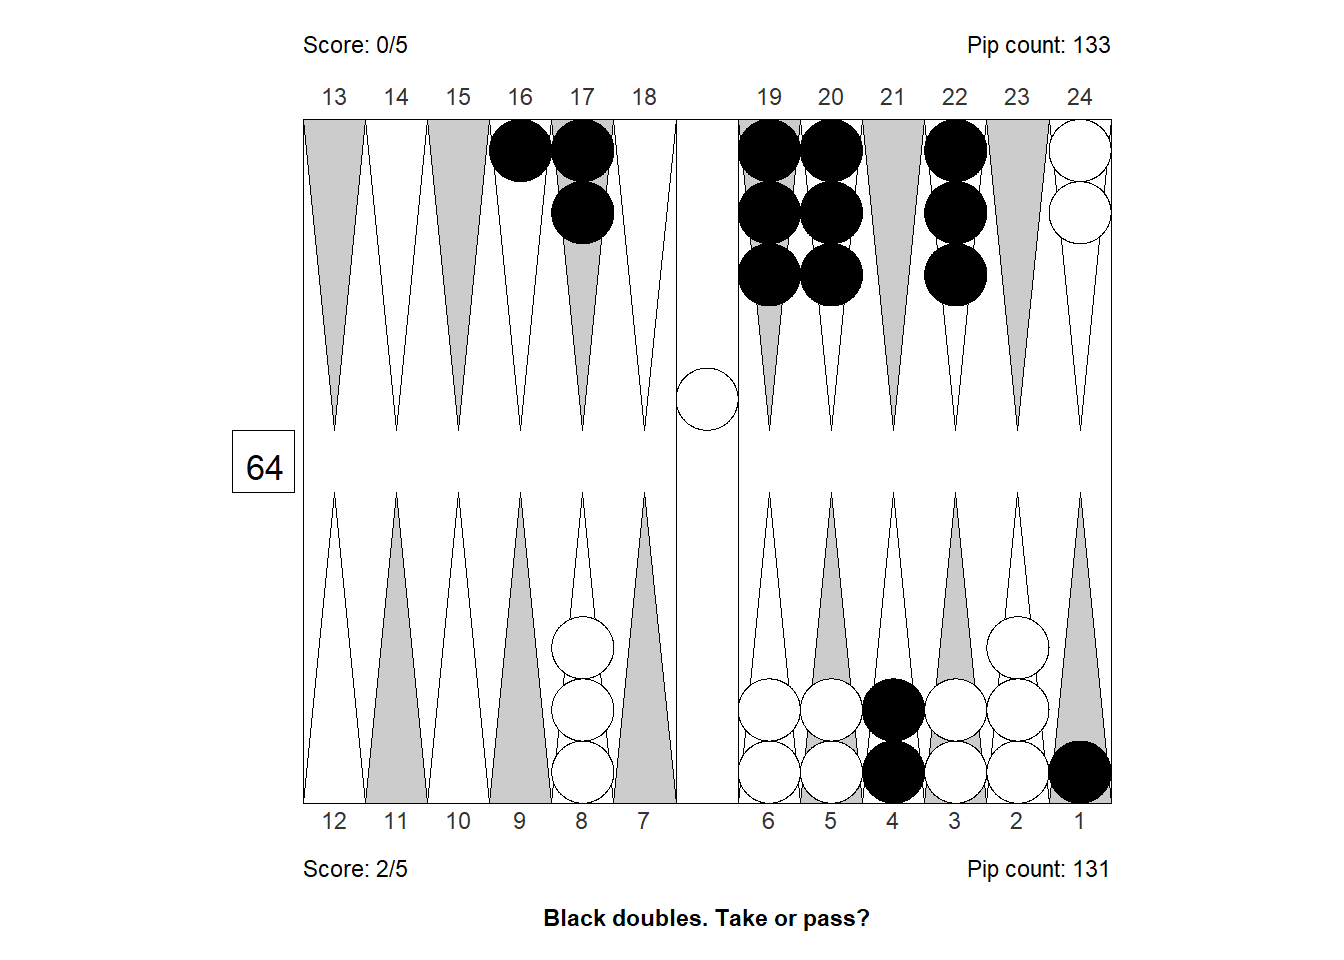 Score: 0/5 Pip count: 133
13 14 15 16 17 18 19 20 21 22 23 24
64
12 11 10 9 8 7 6 5 4 3 2 1
Score: 2/5 Pip count: 131
Black doubles. Take or pass?